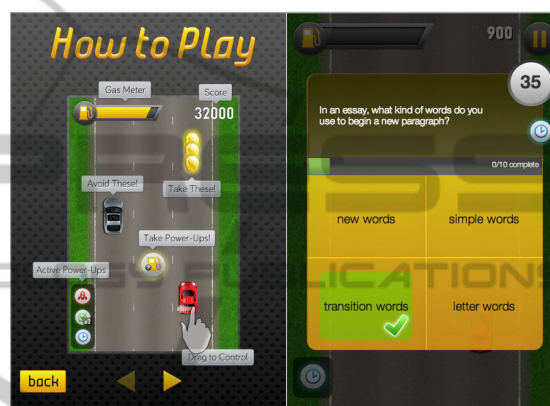 How to Play
Gas Meter
Score
32000
Avoid These!
Take These!
Take Power-Ups!
Active Power-Ups
Drag to Control
back
900
35
In an essay, what kind of words do you
use to begin a new paragraph?
0/10 complete
new words
simple words
transition words
letter words